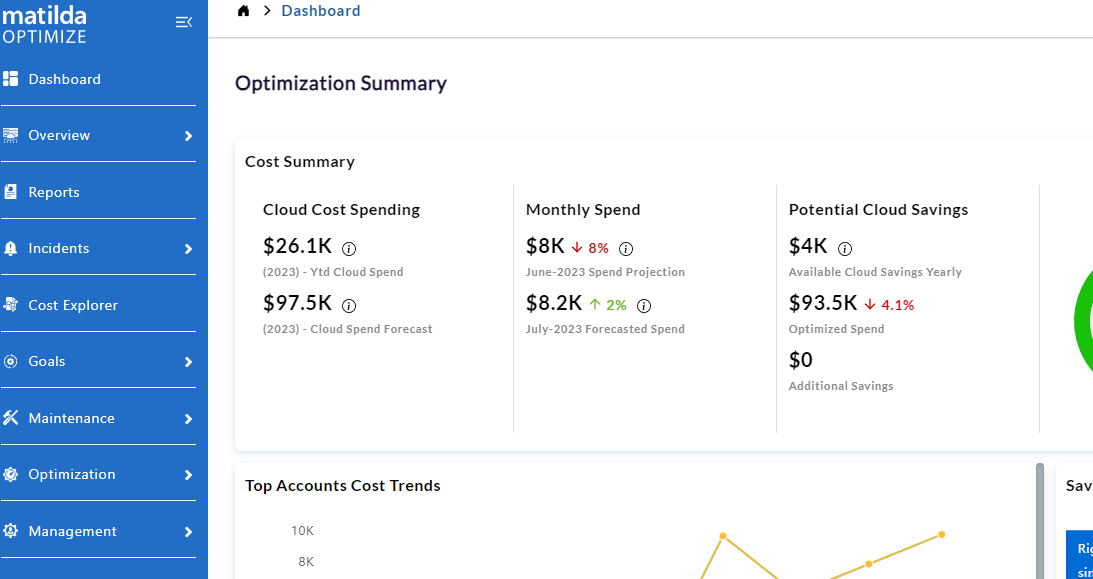 matilda
OPTIMIZE
Dashboard
Overview
Reports
Incidents
Cost Explorer
Goals
Maintenance
Optimization
Management
Dashboard
Optimization Summary
Cost Summary
Cloud Cost Spending
$26.1K
(2023) - Ytd Cloud Spend
$97.5K
(2023) - Cloud Spend Forecast
Monthly Spend
$8K 8%
June-2023 Spend Projection
$8.2K 2%
July-2023 Forecasted Spend
Potential Cloud Savings
$4K
Available Cloud Savings Yearly
$93.5K 4.1%
Optimized Spend
$0
Additional Savings
Top Accounts Cost Trends
10K
8K